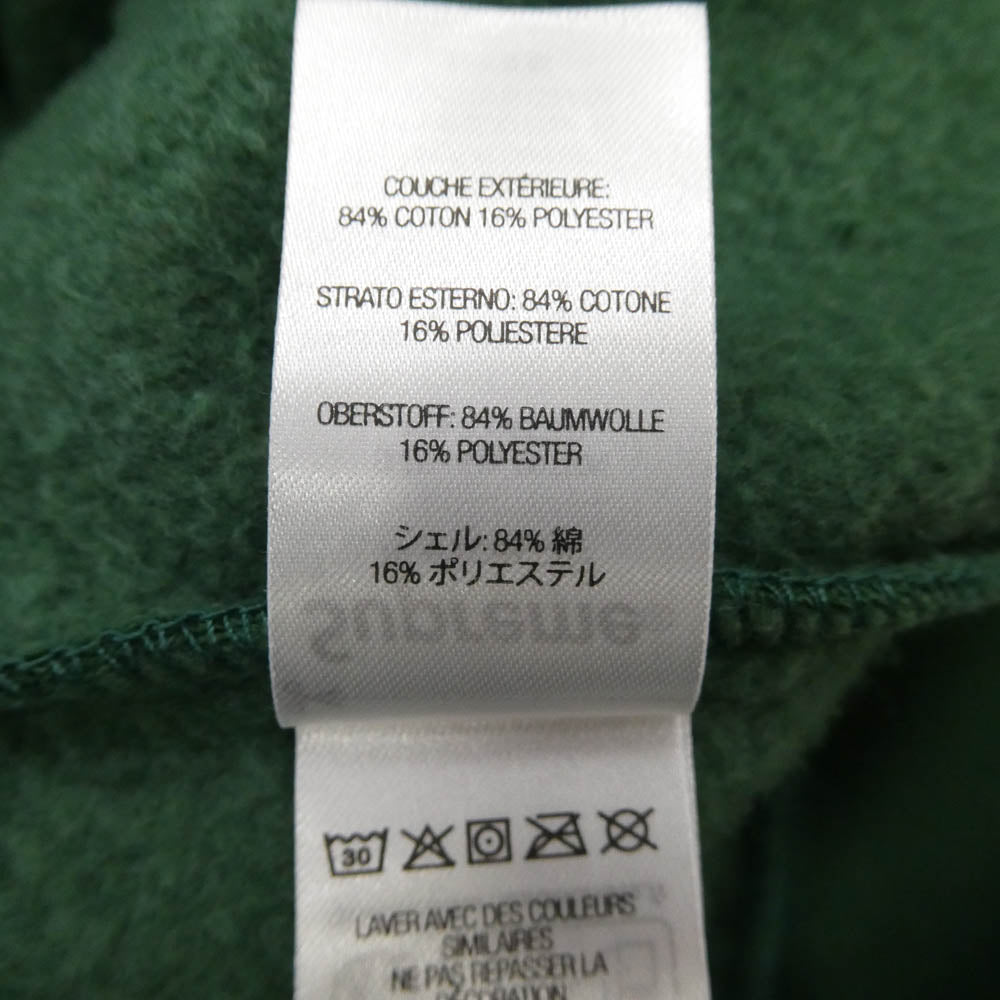 COUCHE EXTÉRIEURE:
84% COTON 16% POLYESTER
STRATO ESTERNO: 84% COTONE
16% POLIESTERE
OBERSTOFF: 84% BAUMWOLLE
16% POLYESTER
シェル: 84% 綿
16% ポリエステル
Supreme
30
LAVER AVEC DES COULEURS
SIMILAIRES
NE PAS REPASSER LA
DÉCORATION